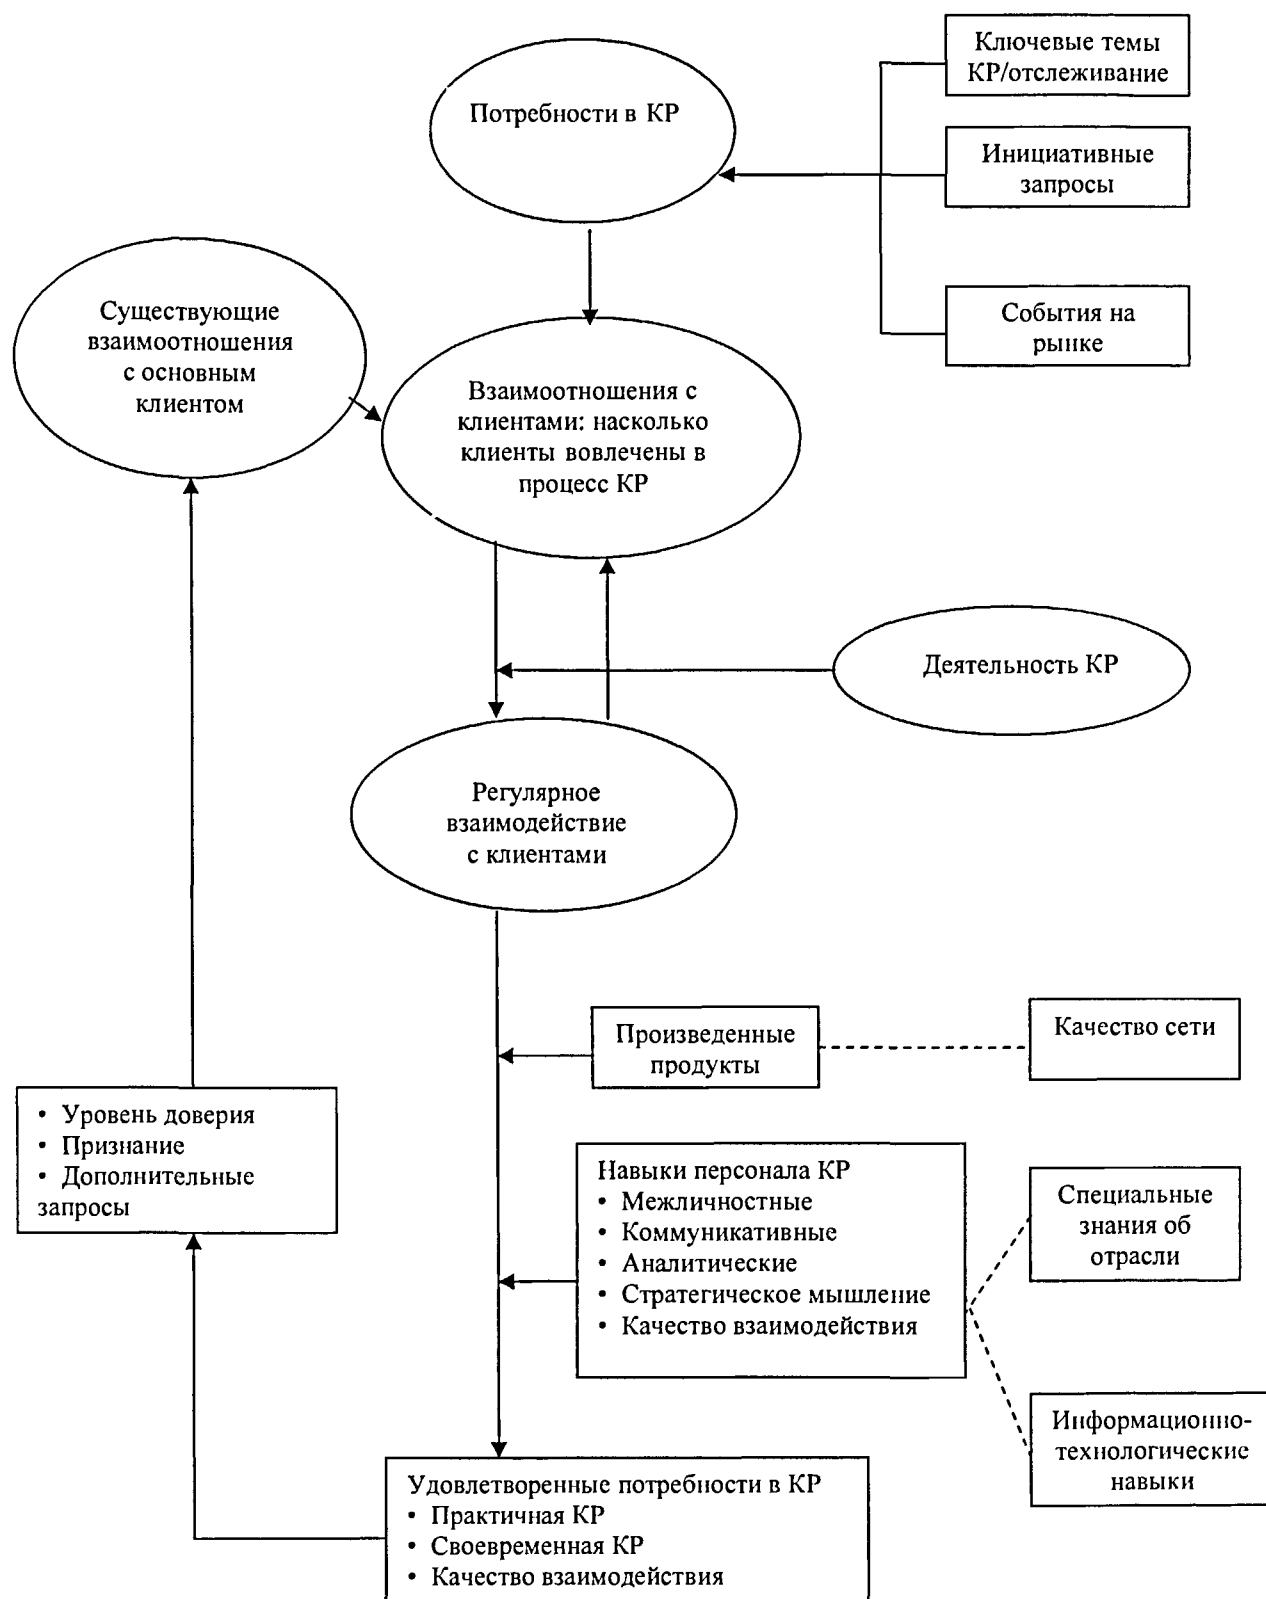 Ключевые темы
КР/отслеживание
Потребности в КР
Инициативные
запросы
События на
рынке
Существующие
взаимоотношения
с основным
клиентом
Взаимоотношения с
клиентами: насколько
клиенты вовлечены в
процесс КР
Деятельность КР
Регулярное
взаимодействие
с клиентами
Произведенные
продукты
Качество сети
• Уровень доверия
• Признание
• Дополнительные
запросы
Навыки персонала КР
• Межличностные
• Коммуникативные
• Аналитические
• Стратегическое мышление
• Качество взаимодействия
Специальные
знания об
отрасли
Информационно-
технологические
навыки
Удовлетворенные потребности в КР
• Практичная КР
• Своевременная КР
• Качество взаимодействия